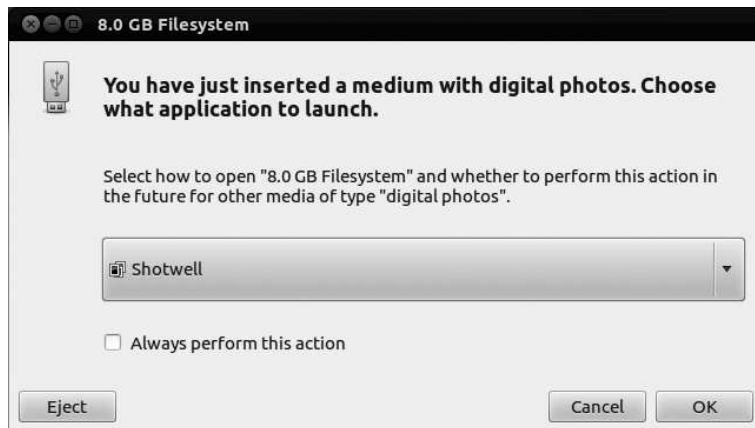 8.0 GB Filesystem
You have just inserted a medium with digital photos. Choose
what application to launch.
Select how to open "8.0 GB Filesystem" and whether to perform this action in
the future for other media of type "digital photos".
Shotwell
Always perform this action
Eject
Cancel
OK